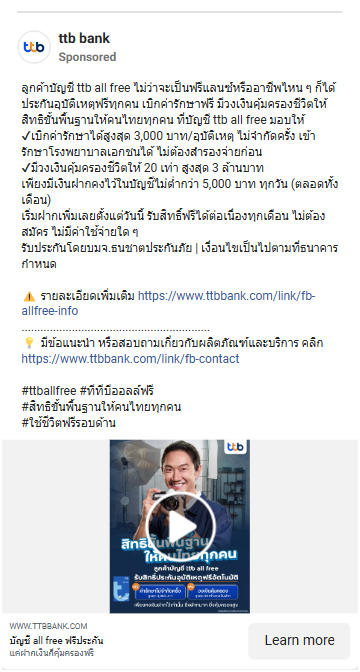 ttb
ttb bank
Sponsored
ลูกค้าบัญชี ttb all free ไม่ว่าจะเป็นฟรีแลนซ์หรืออาชีพไหน ๆ ก็ได้
ประกันอุบัติเหตุฟรีทุกคน เบิกค่ารักษาฟรี มีวงเงินคุ้มครองชีวิตให้
สิทธิขั้นพื้นฐานให้คนไทยทุกคน ที่บัญชี ttb all free มอบให้
✓เบิกค่ารักษาได้สูงสุด 3,000 บาท/อุบัติเหตุ ไม่จำกัดครั้ง เข้า
รักษาโรงพยาบาลเอกชนได้ ไม่ต้องสำรองจ่ายก่อน
✓มีวงเงินคุ้มครองชีวิตให้ 20 เท่า สูงสุด 3 ล้านบาท
เพียงมีเงินฝากคงไว้ในบัญชีไม่ต่ำกว่า 5,000 บาท ทุกวัน (ตลอดทั้ง
เดือน)
เริ่มฝากเพิ่มเลยตั้งแต่วันนี้ รับสิทธิ์ฟรีได้ต่อเนื่องทุกเดือน ไม่ต้อง
สมัคร ไม่มีค่าใช้จ่ายใด ๆ
รับประกันโดยบมจ.ธนชาตประกันภัย | เงื่อนไขเป็นไปตามที่ธนาคาร
กำหนด
⚠️ รายละเอียดเพิ่มเติม https://www.ttbbank.com/link/fb-
allfree-info
............................................................
💡 มีข้อแนะนำ หรือสอบถามเกี่ยวกับผลิตภัณฑ์และบริการ คลิก
https://www.ttbbank.com/link/fb-contact
#ttballfree #ทีทีบีออลล์ฟรี
#สิทธิขั้นพื้นฐานให้คนไทยทุกคน
#ใช้ชีวิตฟรีรอบด้าน
ttb
สิทธิขั้นพื้นฐาน
ให้คนไทยทุกคน
ลูกค้าบัญชี ttb all free
รับสิทธิประกันอุบัติเหตุฟรีอัตโนมัติ
WWW.TTBBANK.COM
บัญชี all free ฟรีประกัน
แค่ฝากเงินก็คุ้มครองฟรี
Learn more